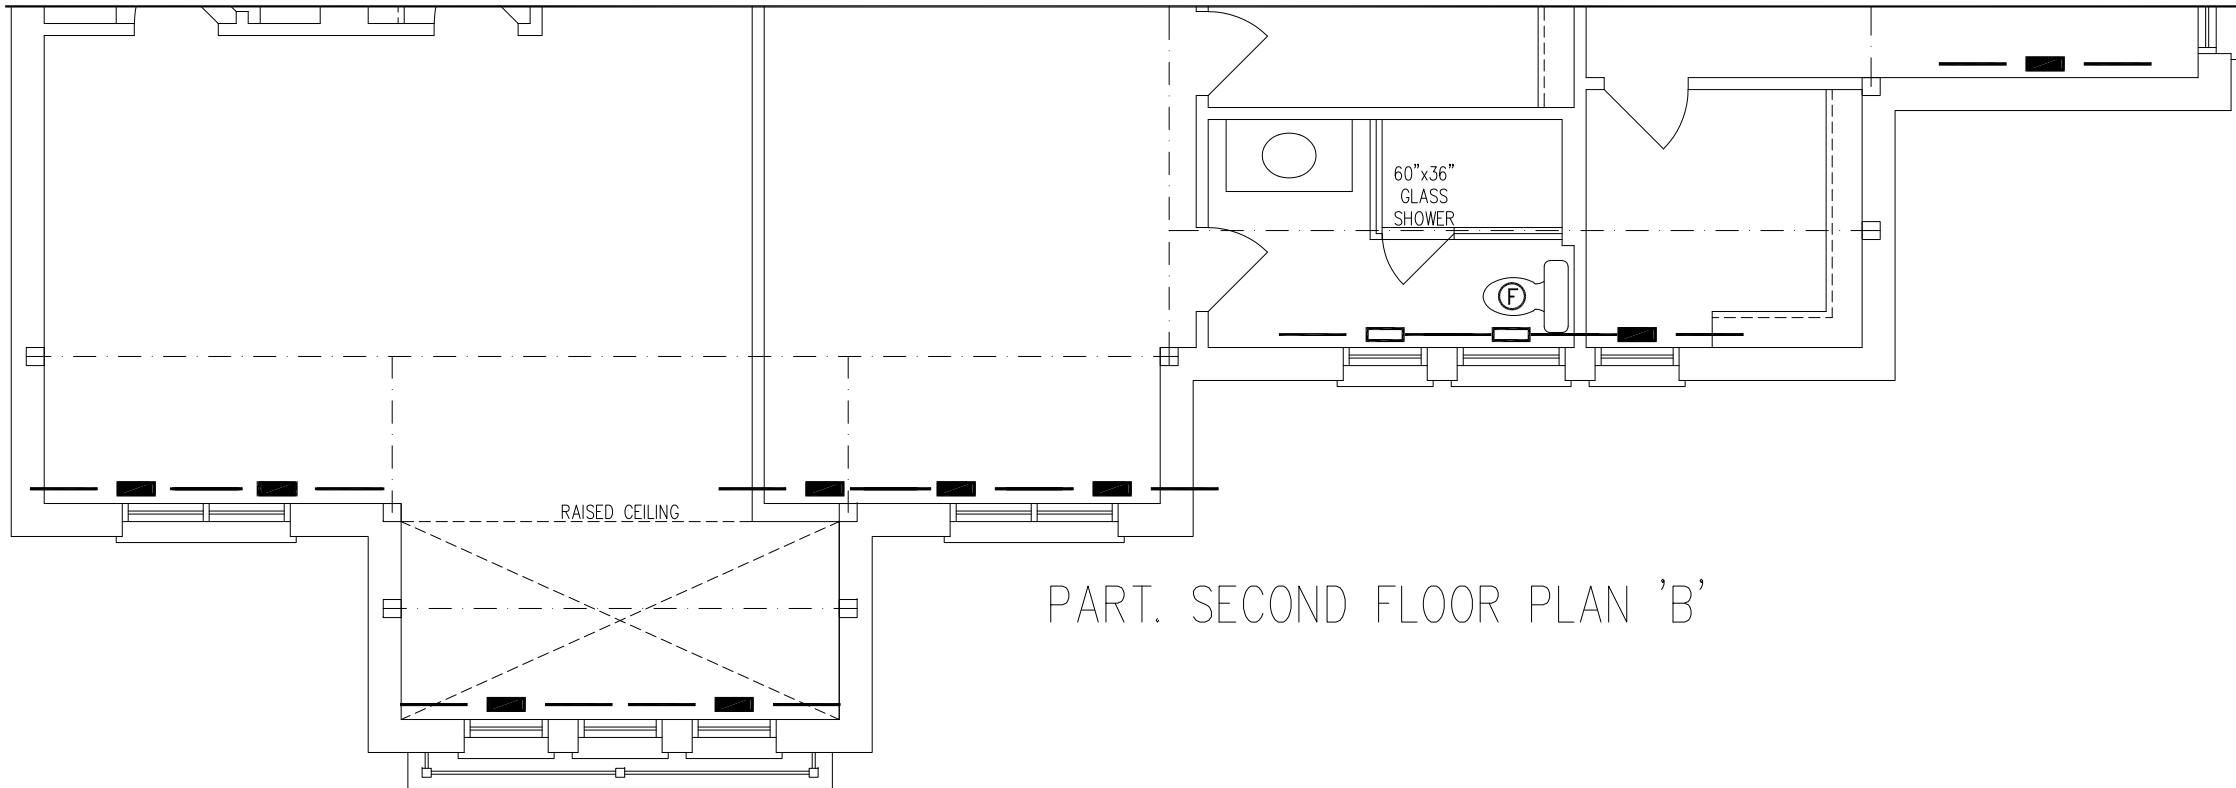 60"x36"
GLASS
SHOWER
F
RAISED CEILING
PART. SECOND FLOOR PLAN 'B'